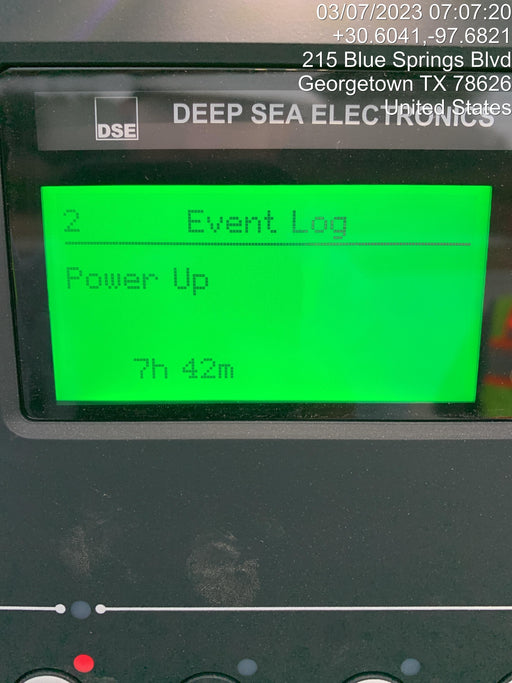 03/07/2023 07:07:20
+30.6041,-97.6821
215 Blue Springs Blvd
Georgetown TX 78626
United States
DSE DEEP SEA ELECTRONICS
2 Event Log
Power Up
7h 42m